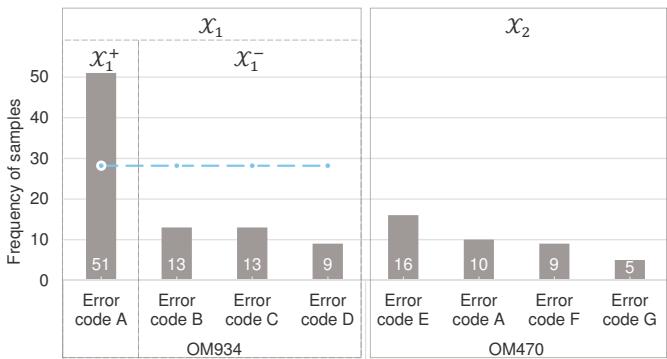 𝒳₁ 𝒳₂
𝒳₁⁺ 𝒳₁⁻
Frequency of samples
50
40
30
20
10
0
51 13 13 9 16 10 9 5
Error code A
Error code B
Error code C
Error code D
Error code E
Error code A
Error code F
Error code G
OM934 OM470